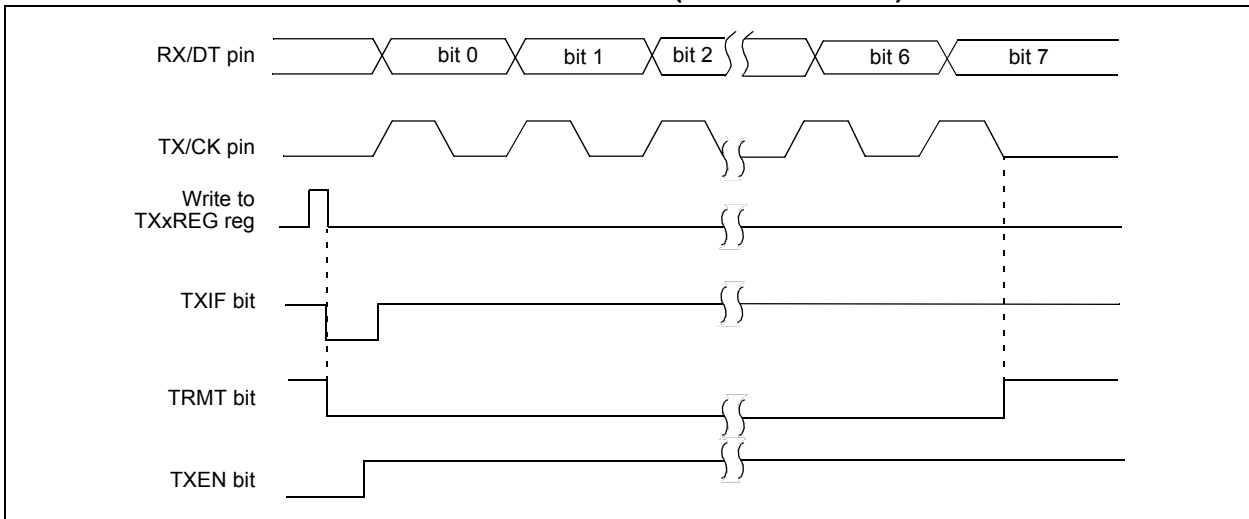 RX/DT pin
bit 0
bit 1
bit 2
bit 6
bit 7
TX/CK pin
Write to
TXxREG reg
TXIF bit
TRMT bit
TXEN bit